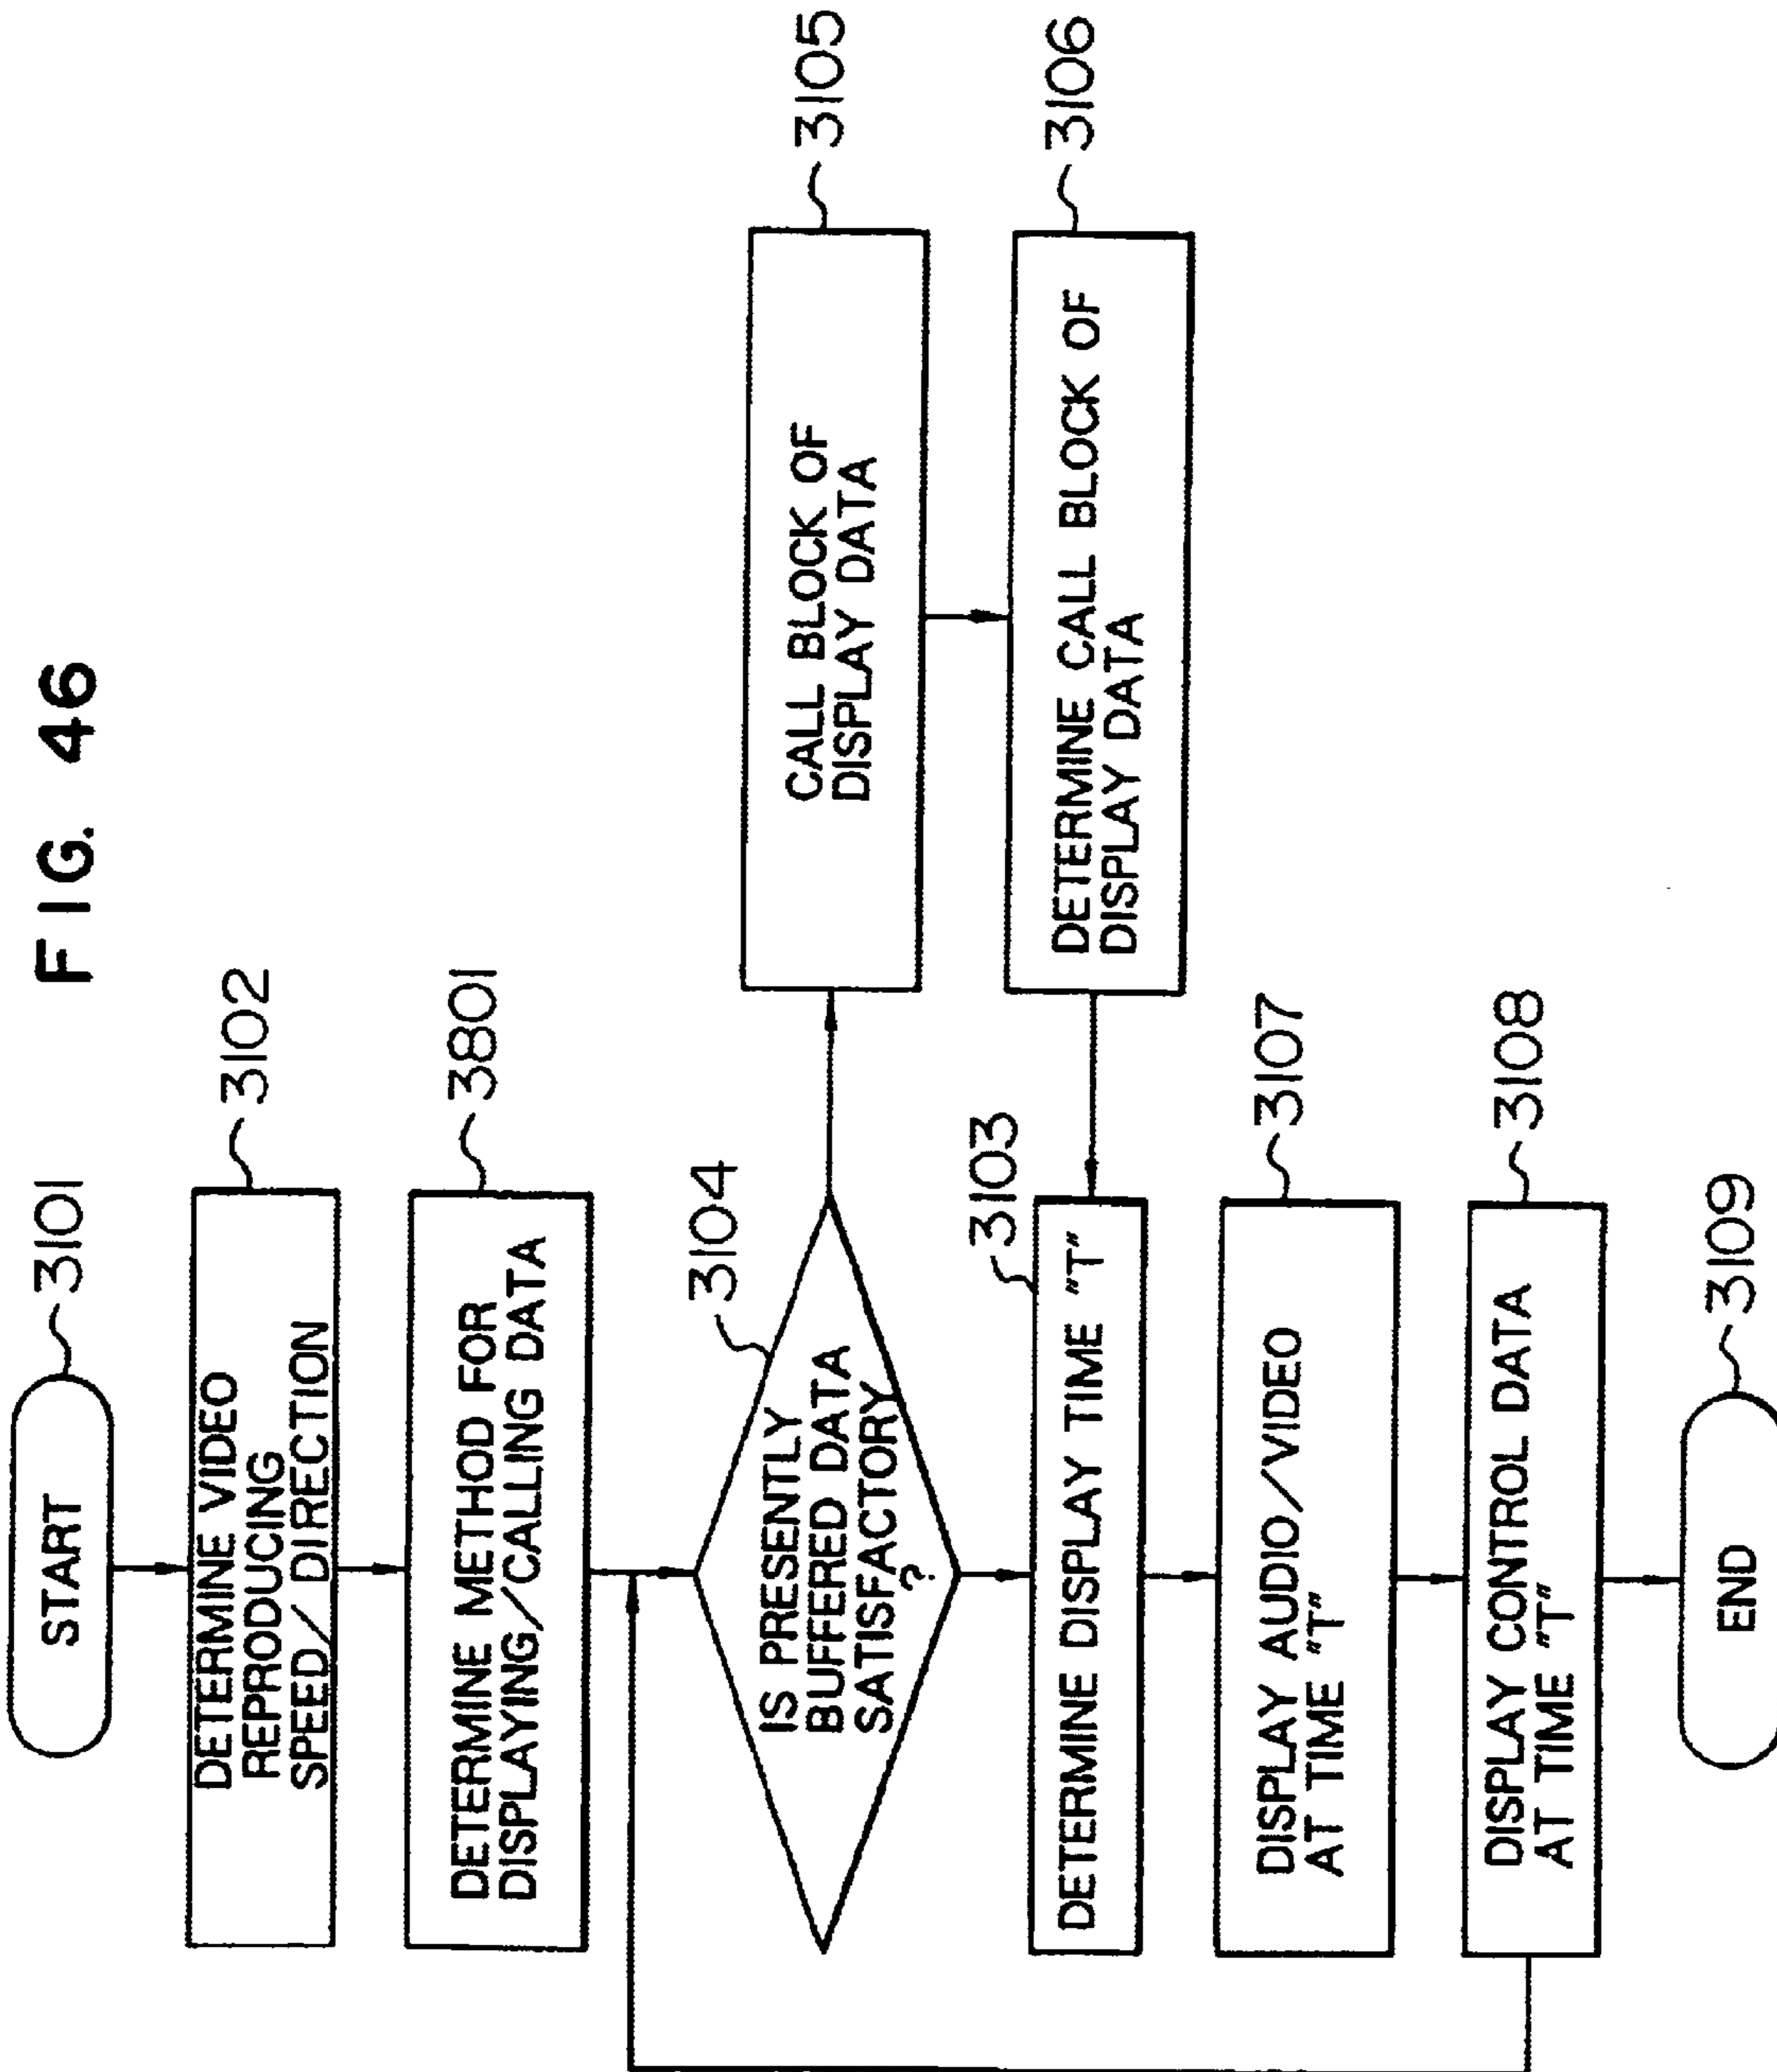 FIG. 46
START
3101
DETERMINE VIDEO
REPRODUCING
SPEED/DIRECTION
3102
DETERMINE METHOD FOR
DISPLAYING/CALLING DATA
3801
IS PRESENTLY
BUFFERED DATA
SATISFACTORY
?
3104
CALL BLOCK OF
DISPLAY DATA
3105
DETERMINE CALL BLOCK OF
DISPLAY DATA
3106
DETERMINE DISPLAY TIME "T"
3103
DISPLAY AUDIO/VIDEO
AT TIME "T"
3107
DISPLAY CONTROL DATA
AT TIME "T"
3108
END
3109